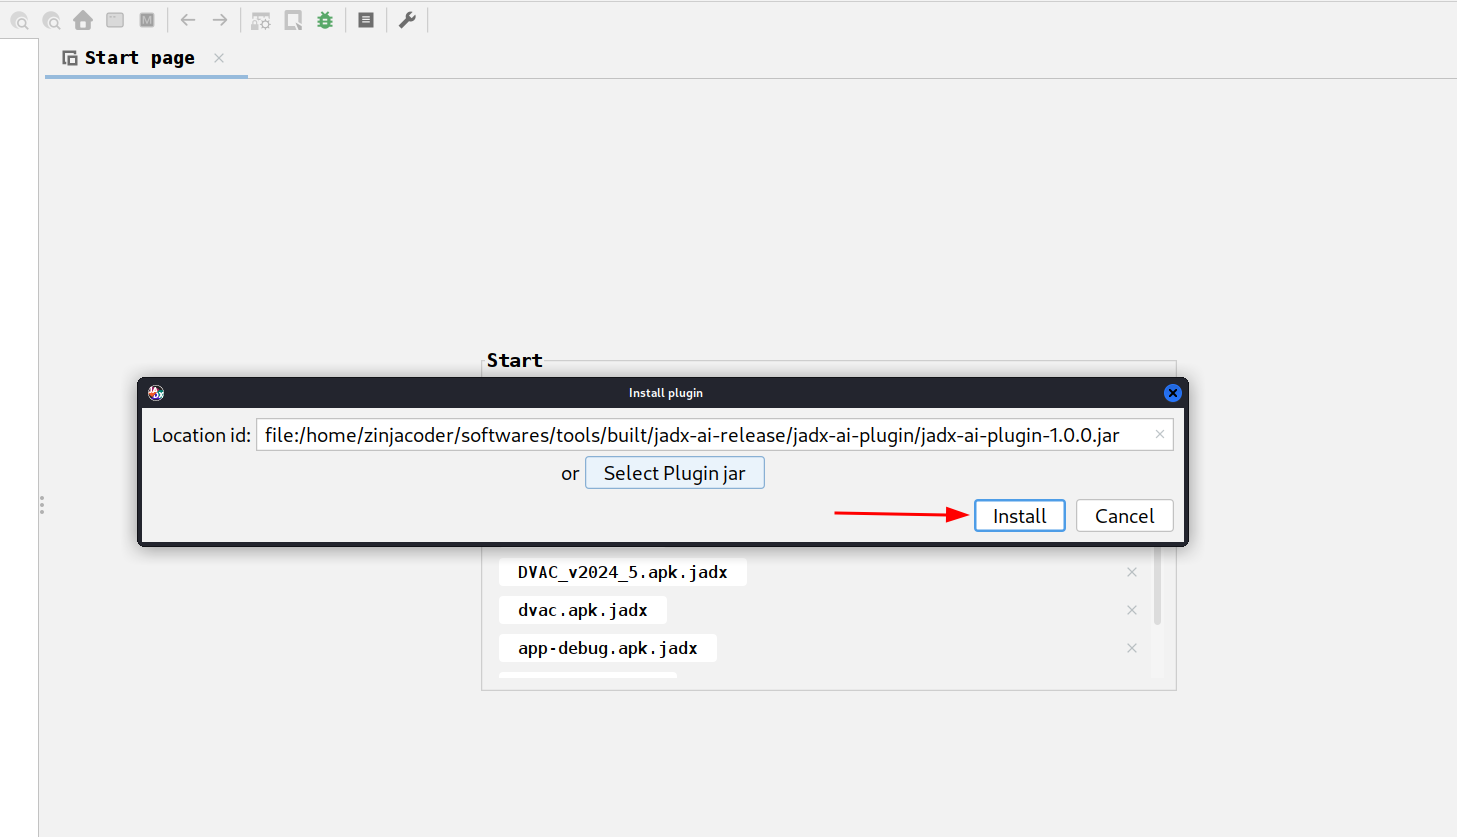 Start page
Start
Install plugin
Location id: file:/home/zinjacoder/softwares/tools/built/jadx-ai-release/jadx-ai-plugin/jadx-ai-plugin-1.0.0.jar
or Select Plugin jar
Install Cancel
DVAC_v2024_5.apk.jadx
dvac.apk.jadx
app-debug.apk.jadx